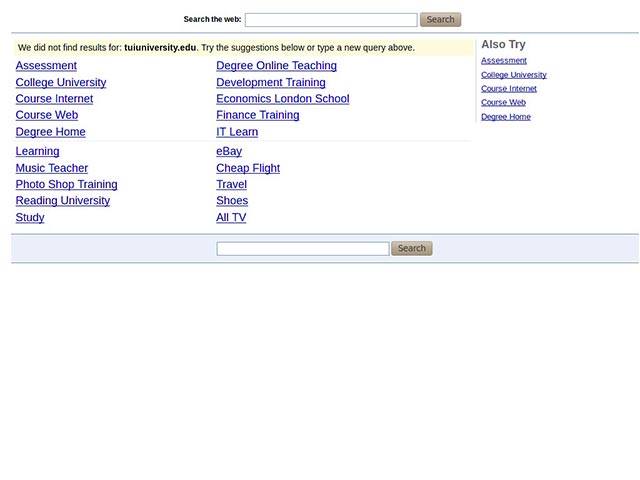 Search the web: Search
We did not find results for: tuiuniversity.edu. Try the suggestions below or type a new query above.
Assessment
College University
Course Internet
Course Web
Degree Home
Degree Online Teaching
Development Training
Economics London School
Finance Training
IT Learn
Learning
Music Teacher
Photo Shop Training
Reading University
Study
eBay
Cheap Flight
Travel
Shoes
All TV
Also Try
Assessment
College University
Course Internet
Course Web
Degree Home
Search